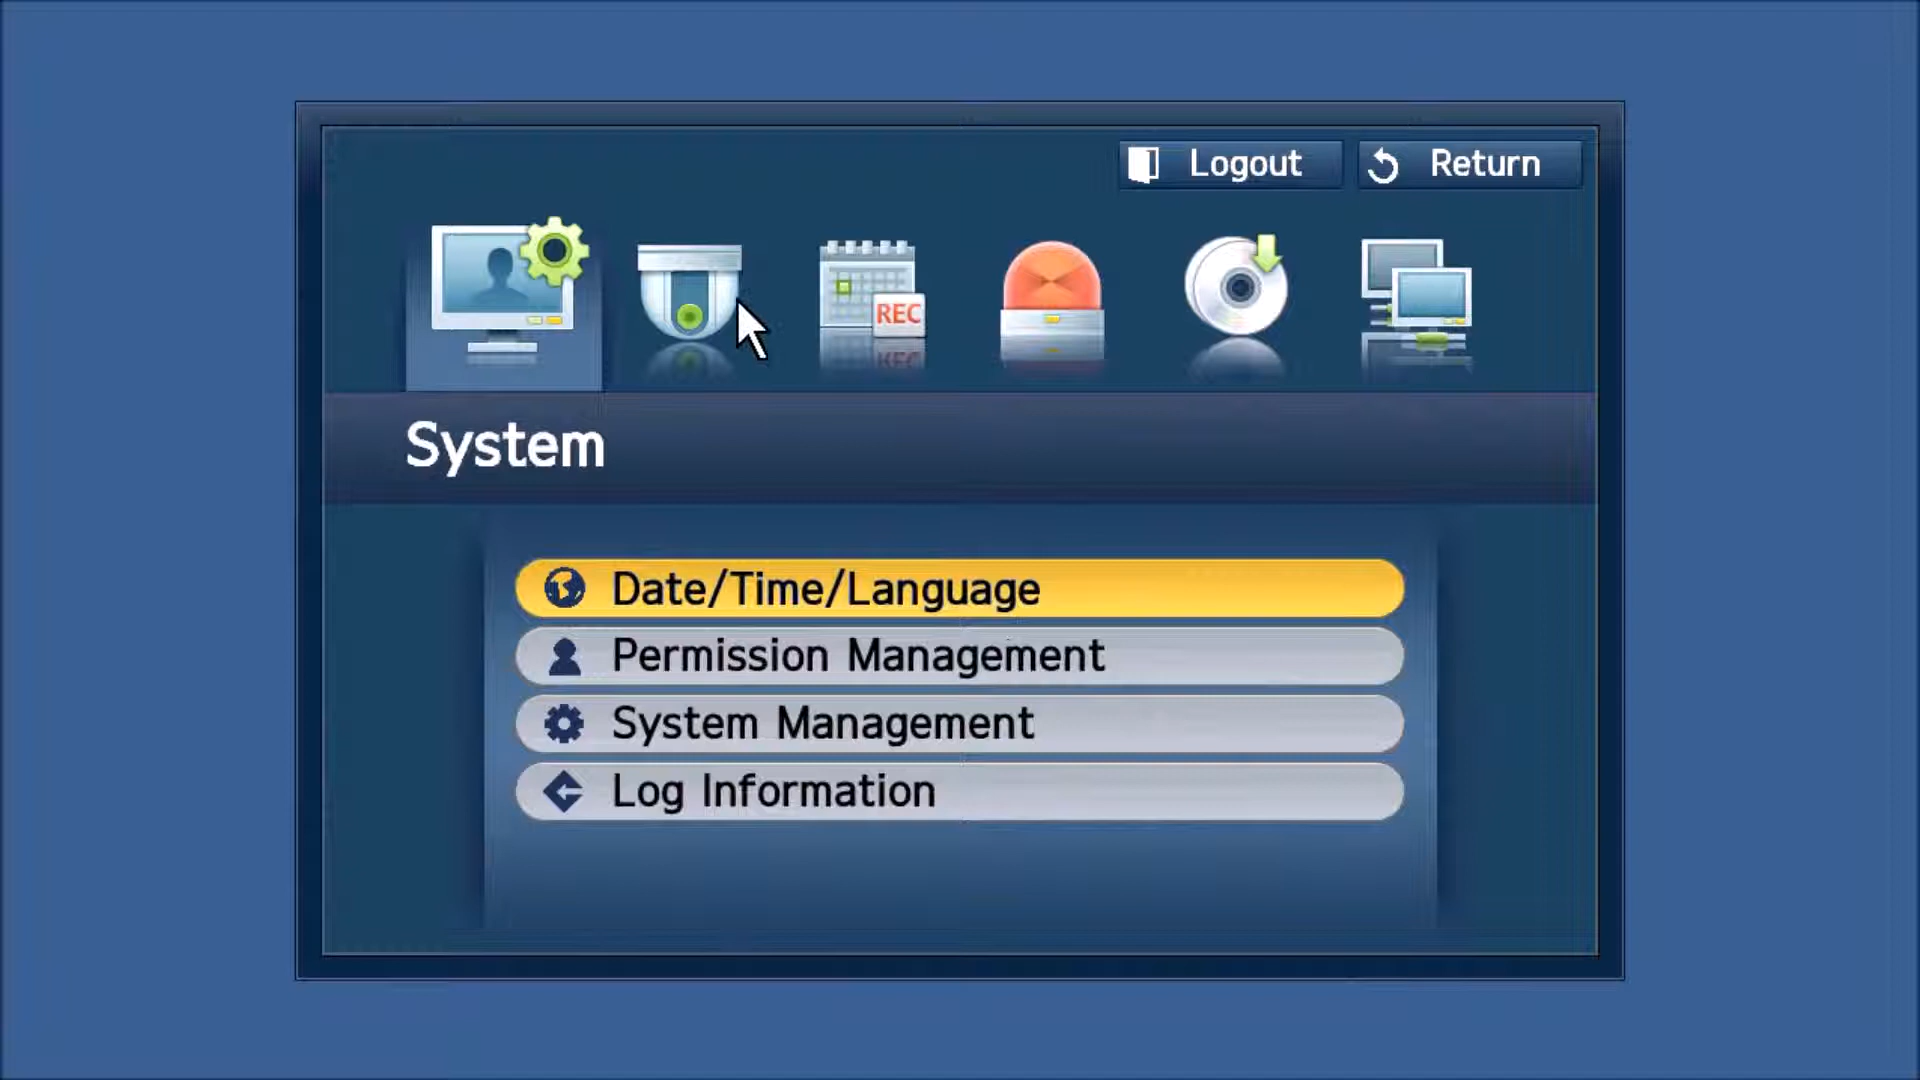 Logout
Return
REC
System
Date/Time/Language
Permission Management
System Management
Log Information